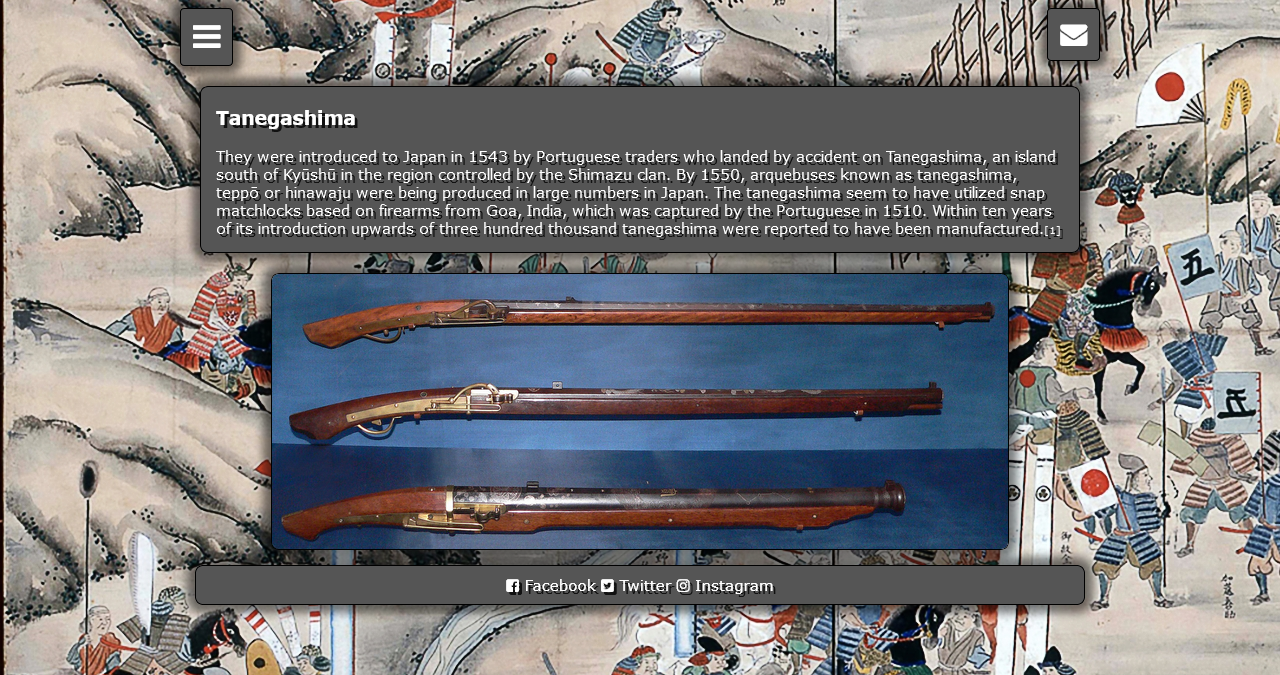 Tanegashima
They were introduced to Japan in 1543 by Portuguese traders who landed by accident on Tanegashima, an island
south of Kyūshū in the region controlled by the Shimazu clan. By 1550, arquebuses known as tanegashima,
teppō or hinawaju were being produced in large numbers in Japan. The tanegashima seem to have utilized snap
matchlocks based on firearms from Goa, India, which was captured by the Portuguese in 1510. Within ten years
of its introduction upwards of three hundred thousand tanegashima were reported to have been manufactured.[1]
五
五
Facebook Twitter Instagram